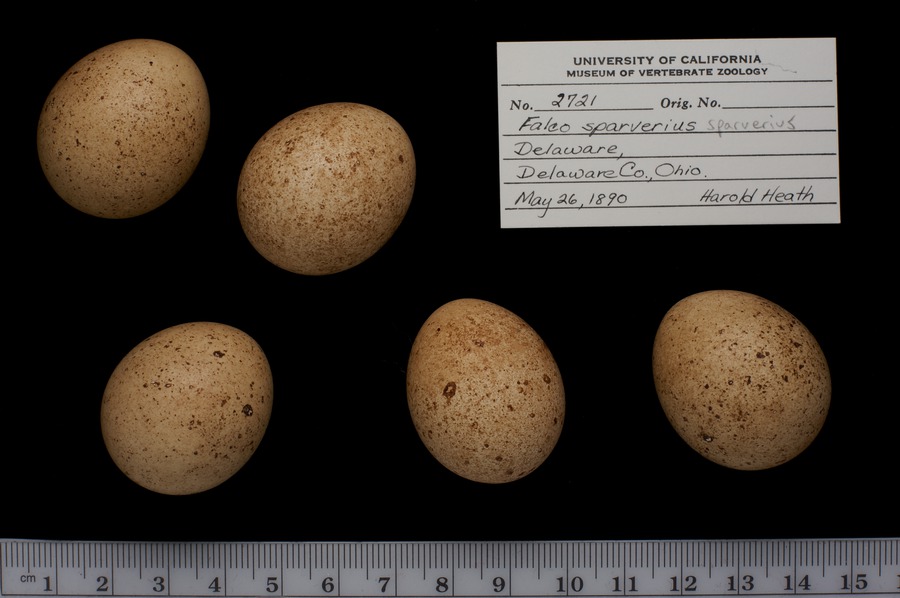 UNIVERSITY OF CALIFORNIA
MUSEUM OF VERTEBRATE ZOOLOGY
No. 2721 Orig. No.
Falco sparverius sparverius
Delaware,
Delaware Co., Ohio.
May 26, 1890 Harold Heath
cm 1 2 3 4 5 6 7 8 9 10 11 12 13 14 15